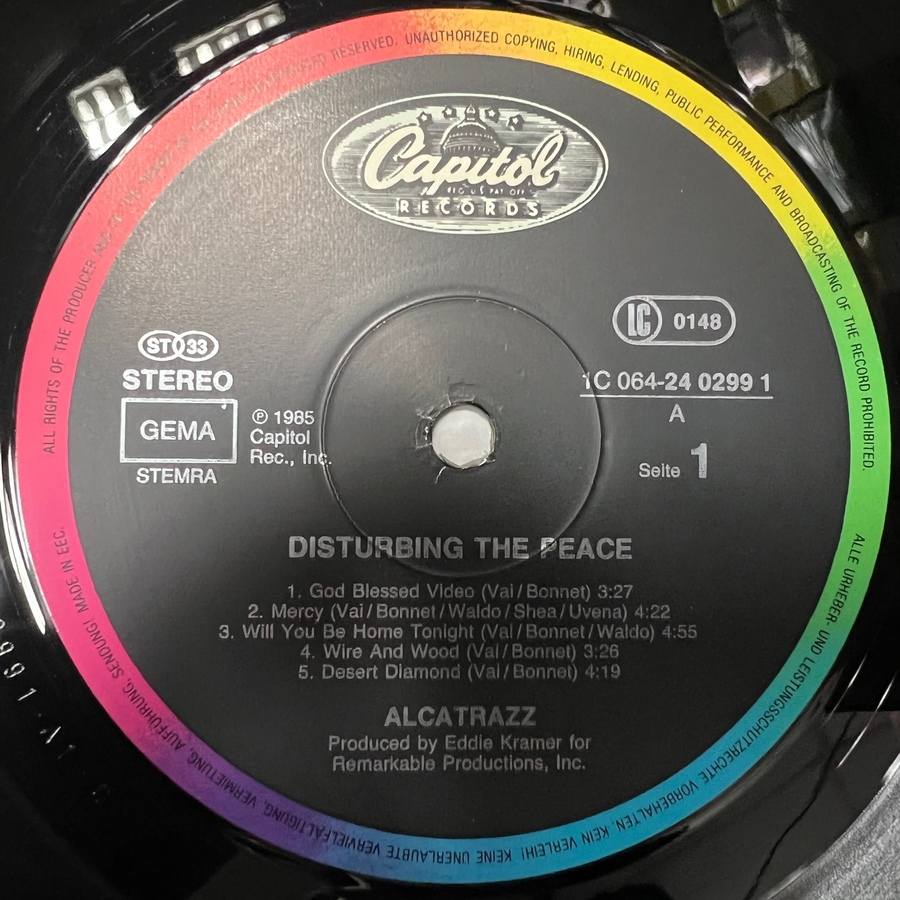 ALL RIGHTS OF THE PRODUCER AND OF THE OWNER OF THE RECORDED WORK RESERVED. UNAUTHORIZED COPYING, HIRING, LENDING, PUBLIC PERFORMANCE AND BROADCASTING OF THE RECORD PROHIBITED.
Capitol
REG. U.S. PAT. OFF.
RECORDS
LC 0148
ST 33
STEREO
GEMA
STEMRA
℗ 1985
Capitol
Rec., Inc.
1C 064-24 0299 1
A
Seite 1
DISTURBING THE PEACE
1. God Blessed Video (Vai/Bonnet) 3:27
2. Mercy (Vai/Bonnet/Waldo/Shea/Uvena) 4:22
3. Will You Be Home Tonight (Vai/Bonnet/Waldo) 4:55
4. Wire And Wood (Vai/Bonnet) 3:26
5. Desert Diamond (Vai/Bonnet) 4:19
ALCATRAZZ
Produced by Eddie Kramer for
Remarkable Productions, Inc.
ALLE URHEBER- UND LEISTUNGSSCHUTZRECHTE VORBEHALTEN. KEIN VERLEIH! KEINE UNERLAUBTE VERVIELFÄLTIGUNG, VERMIETUNG, AUFFÜHRUNG, SENDUNG! MADE IN EEC.